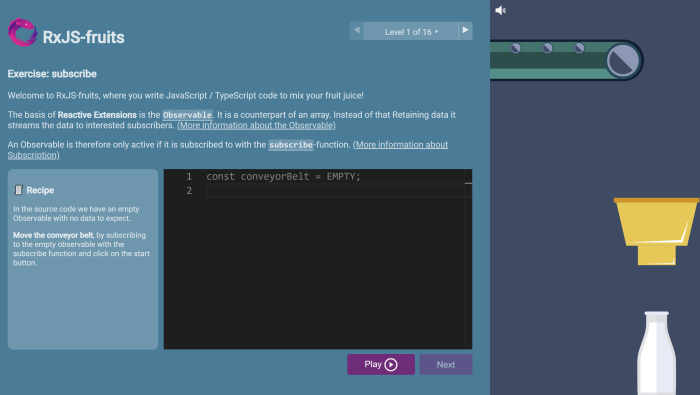 RxJS-fruits
Level 1 of 16
Exercise: subscribe
Welcome to RxJS-fruits, where you write JavaScript / TypeScript code to mix your fruit juice!
The basis of Reactive Extensions is the Observable. It is a counterpart of an array. Instead of that Retaining data it
streams the data to interested subscribers. (More information about the Observable)
An Observable is therefore only active if it is subscribed to with the subscribe-function. (More information about
Subscription)
Recipe
In the source code we have an empty
Observable with no data to expect.
Move the conveyor belt, by subscribing
to the empty observable with the
subscribe function and click on the start
button.
1 const conveyorBelt = EMPTY;
2
Play
Next